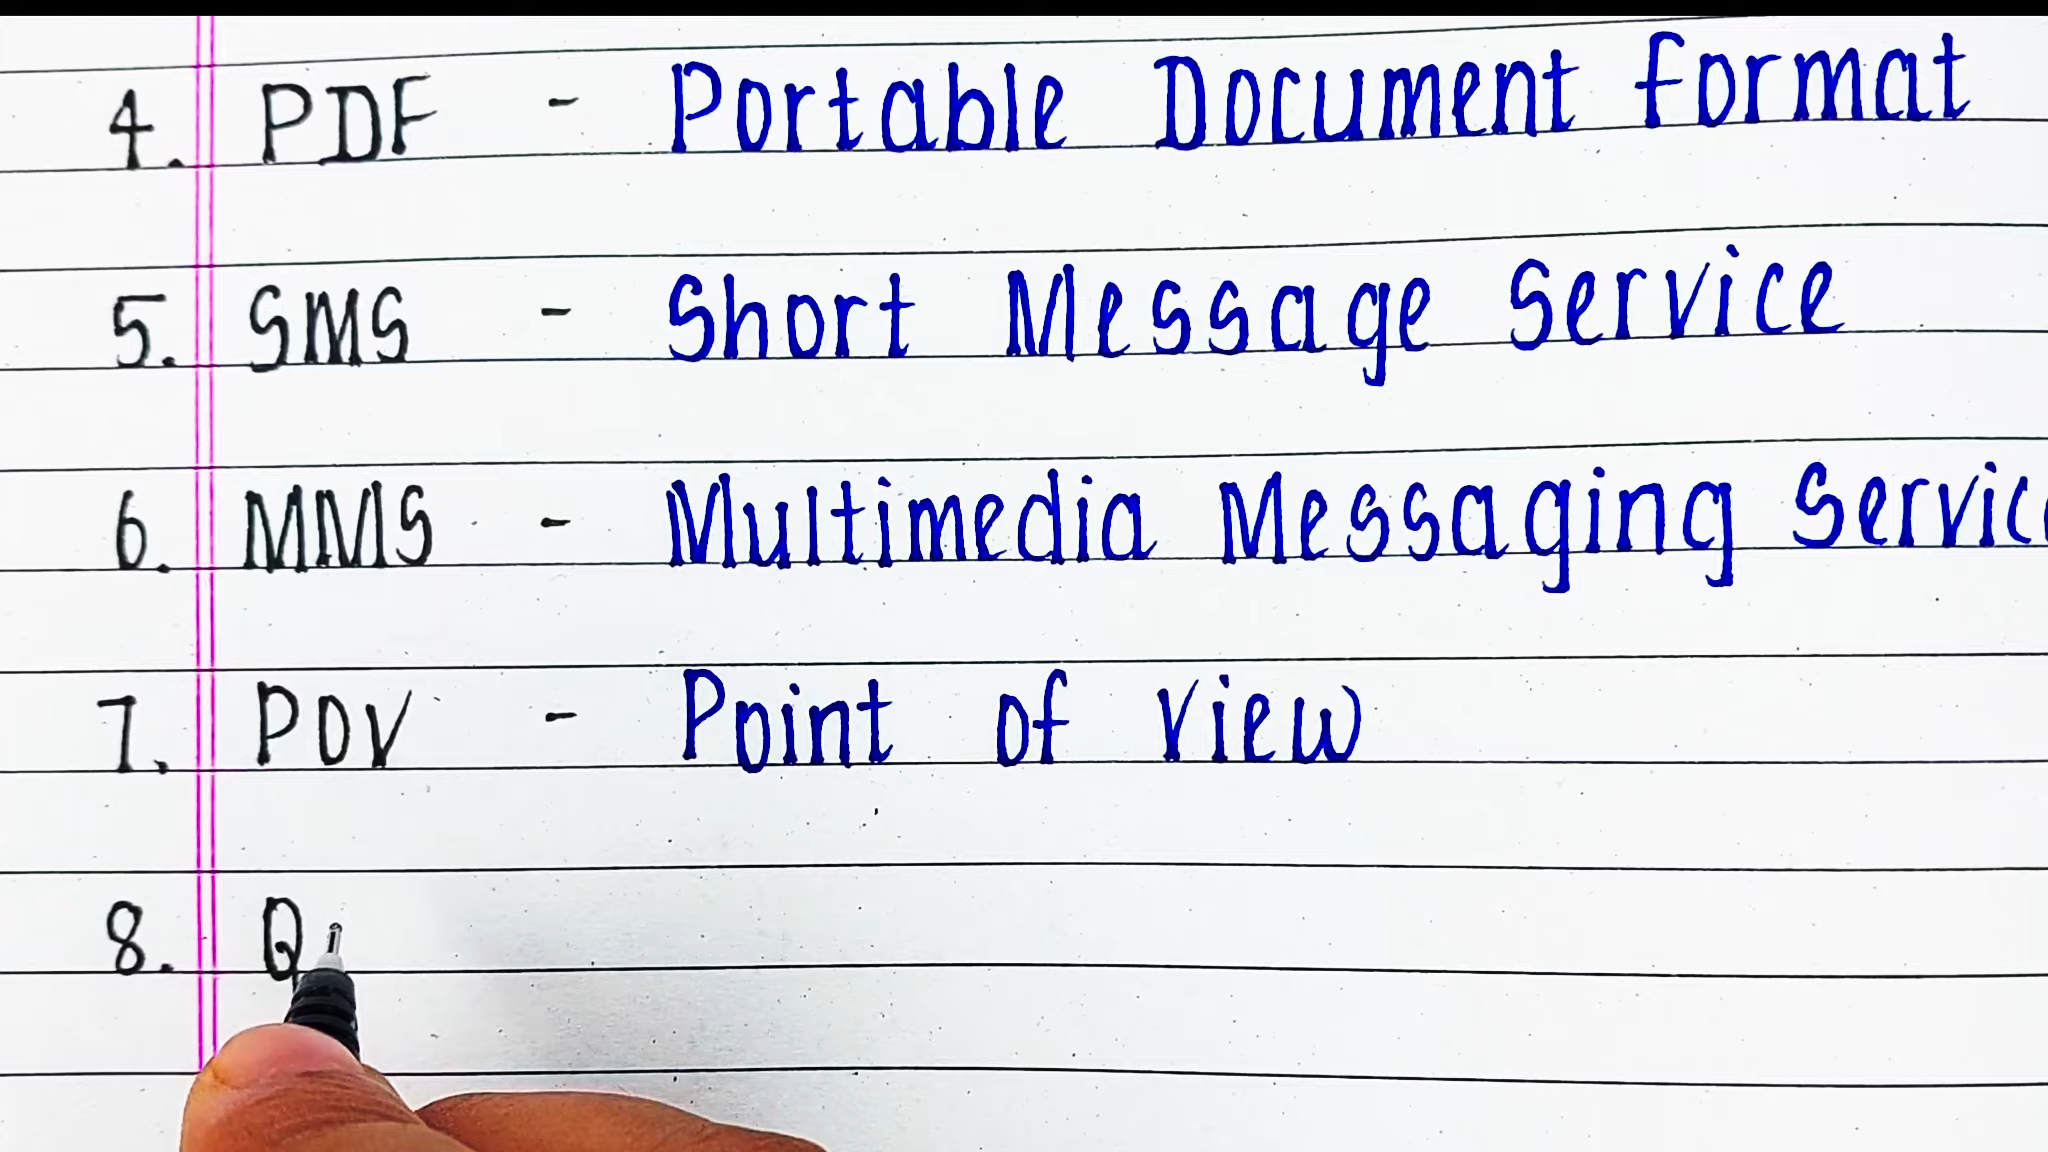 4. PDF - Portable Document format
5. SMS - Short Message Service
6. MMS - Multimedia Messaging Servic
7. POV - Point of view
8. Q